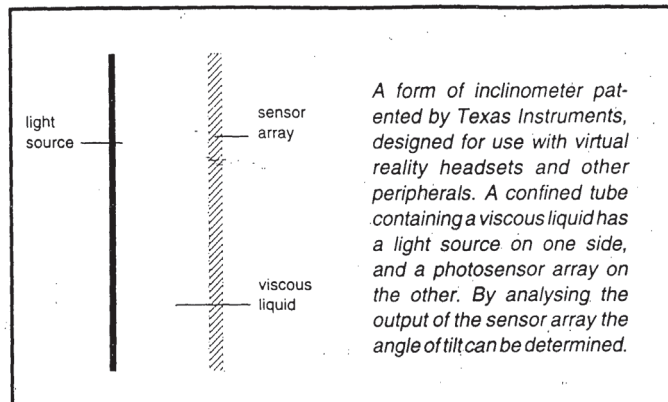 light
source
sensor
array
viscous
liquid
A form of inclinometer pat-
ented by Texas Instruments,
designed for use with virtual
reality headsets and other
peripherals. A confined tube
containing a viscous liquid has
a light source on one side,
and a photosensor array on
the other. By analysing the
output of the sensor array the
angle of tilt can be determined.